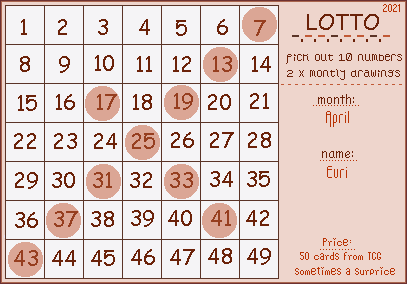 2021
LOTTO
pick out 10 numbers
2 x montly drawings
month:
April
name:
Euri
Price:
50 cards from TCG
sometimes a surprice
1 2 3 4 5 6 7
8 9 10 11 12 13 14
15 16 17 18 19 20 21
22 23 24 25 26 27 28
29 30 31 32 33 34 35
36 37 38 39 40 41 42
43 44 45 46 47 48 49